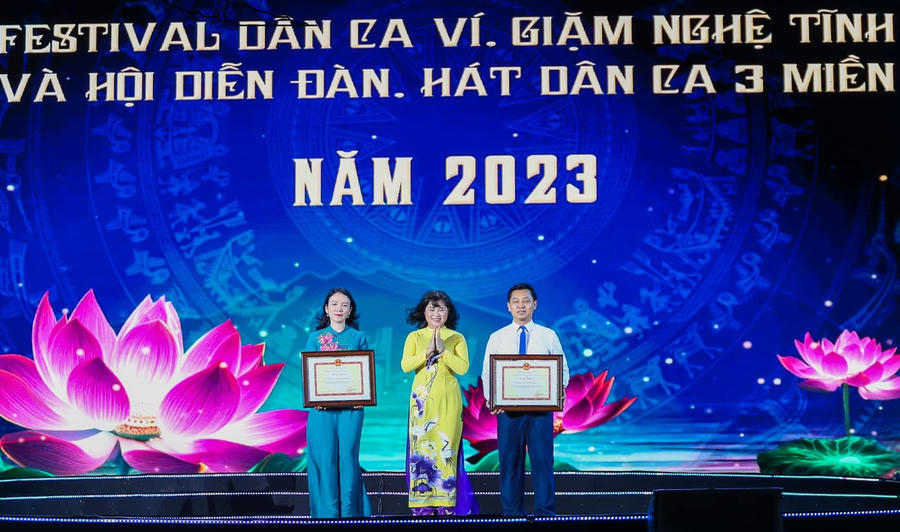 FESTIVAL DÂN CA VÍ, GIẶM NGHỆ TĨNH
VÀ HỘI DIỄN ĐÀN, HÁT DÂN CA 3 MIỀN
NĂM 2023